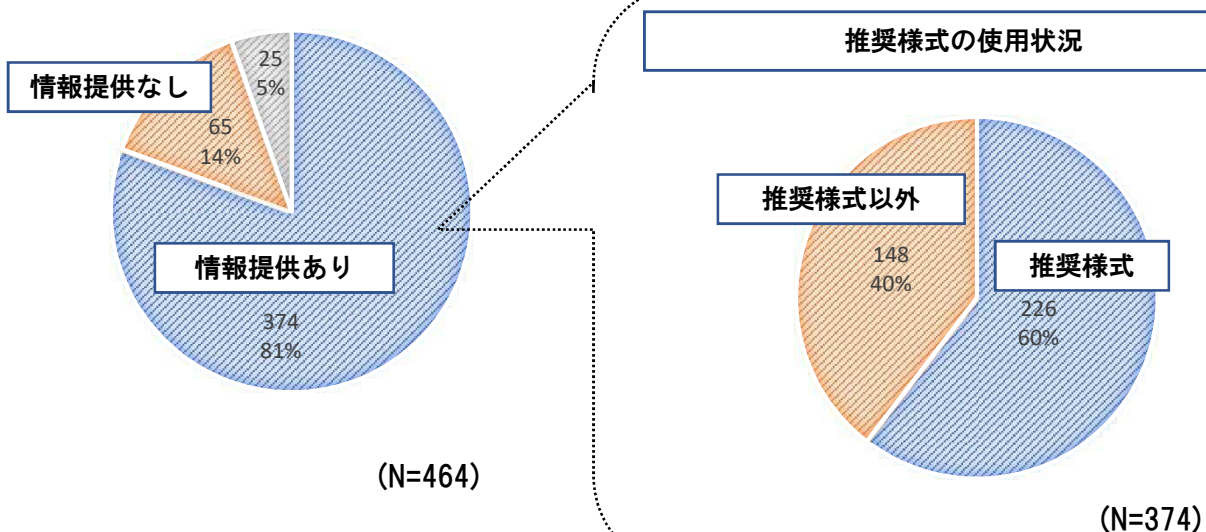 25
5%
情報提供なし
65
14%
情報提供あり
374
81%
(N=464)
推奨様式の使用状況
推奨様式以外
148
40%
推奨様式
226
60%
(N=374)